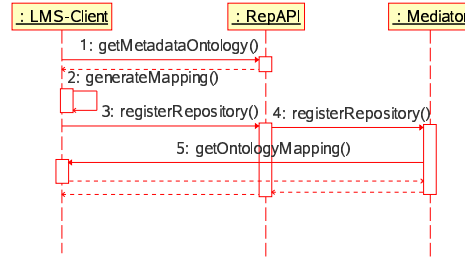 : LMS-Client : RepAPI : Mediator
1: getMetadataOntology()
2: generateMapping()
3: registerRepository() 4: registerRepository()
5: getOntologyMapping()